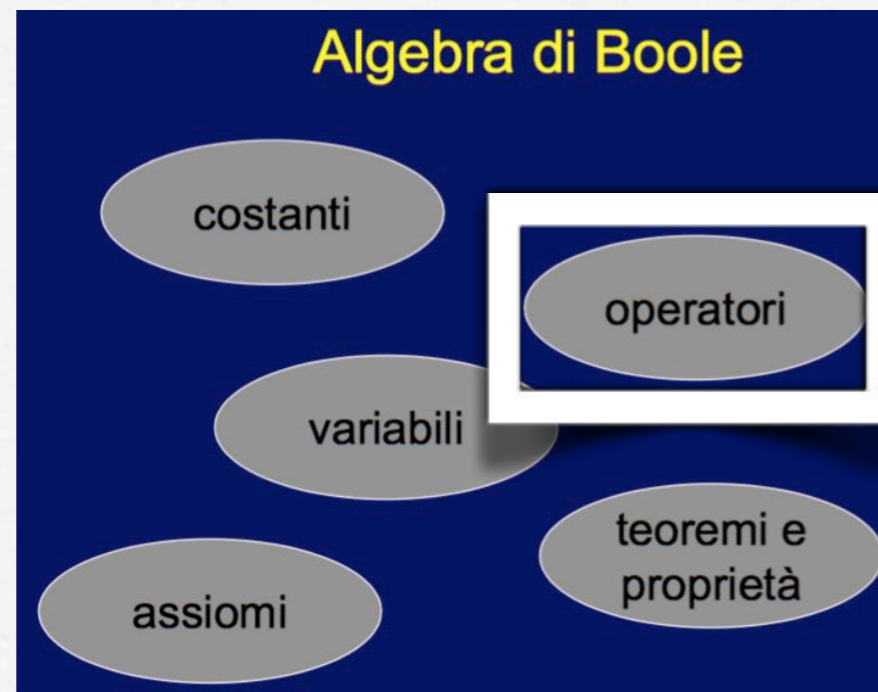 Algebra di Boole
costanti
operatori
variabili
teoremi e
proprietà
assiomi